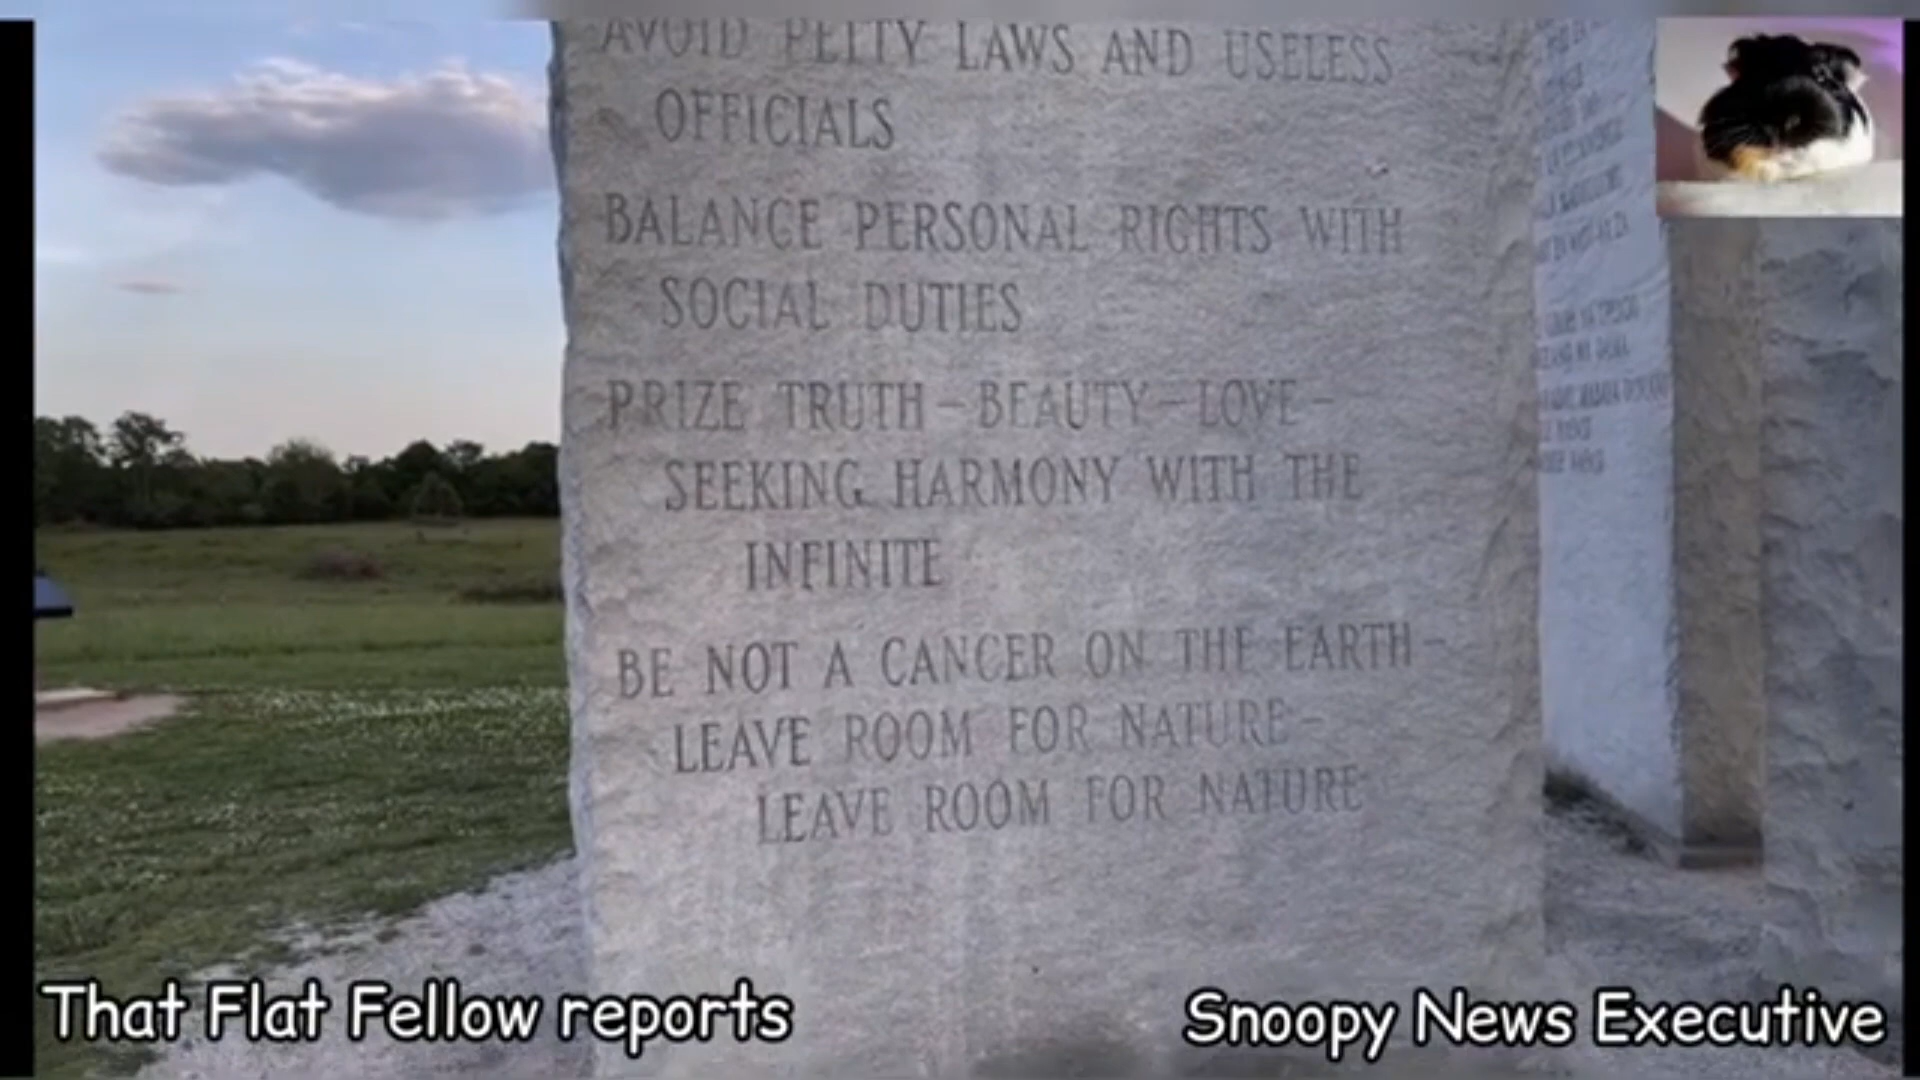 AVOID PETTY LAWS AND USELESS
OFFICIALS
BALANCE PERSONAL RIGHTS WITH
SOCIAL DUTIES
PRIZE TRUTH – BEAUTY – LOVE –
SEEKING HARMONY WITH THE
INFINITE
BE NOT A CANCER ON THE EARTH –
LEAVE ROOM FOR NATURE –
LEAVE ROOM FOR NATURE
That Flat Fellow reports
Snoopy News Executive